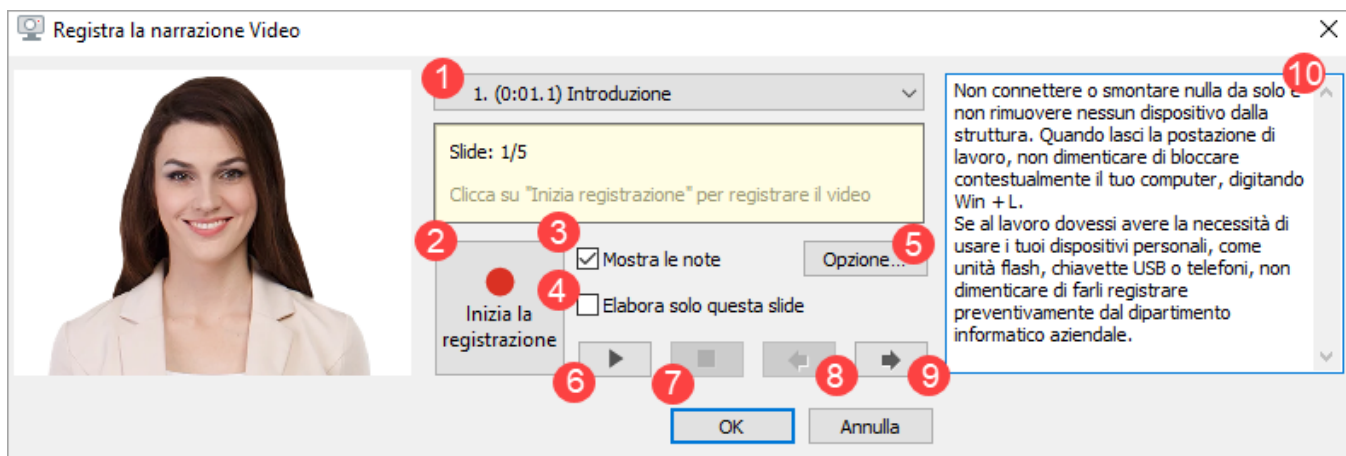 Registra la narrazione Video
1
1. (0:01.1) Introduzione
Slide: 1/5
Clicca su "Inizia registrazione" per registrare il video
2
Inizia la
registrazione
3
Mostra le note
4
Elabora solo questa slide
5
Opzione...
6
7
8
9
OK
Annulla
10
Non connettere o smontare nulla da solo e
non rimuovere nessun dispositivo dalla
struttura. Quando lasci la postazione di
lavoro, non dimenticare di bloccare
contestualmente il tuo computer, digitando
Win + L.
Se al lavoro dovessi avere la necessità di
usare i tuoi dispositivi personali, come
unità flash, chiavette USB o telefoni, non
dimenticare di farli registrare
preventivamente dal dipartimento
informatico aziendale.